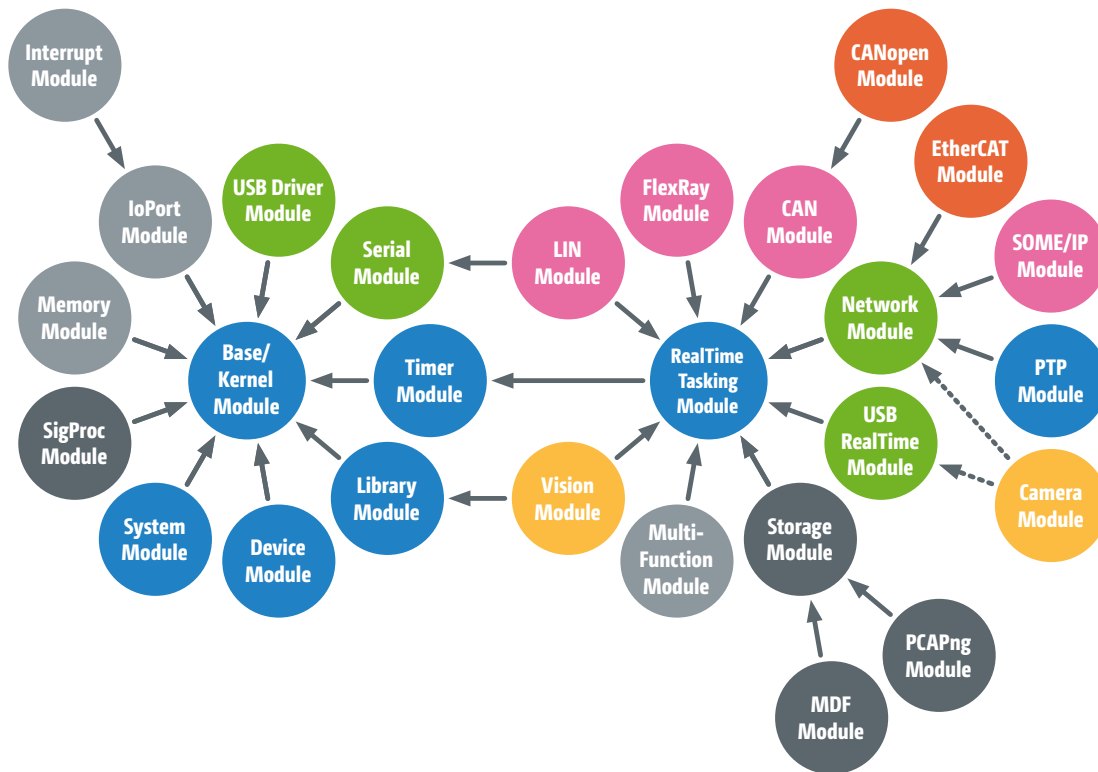 Interrupt
Module
CANopen
Module
EtherCAT
Module
USB Driver
Module
FlexRay
Module
IoPort
Module
CAN
Module
Serial
Module
LIN
Module
SOME/IP
Module
Memory
Module
Network
Module
Base/
Kernel
Module
Timer
Module
RealTime
Tasking
Module
PTP
Module
SigProc
Module
USB
RealTime
Module
Library
Module
Vision
Module
Camera
Module
System
Module
Device
Module
Multi-
Function
Module
Storage
Module
PCAPng
Module
MDF
Module